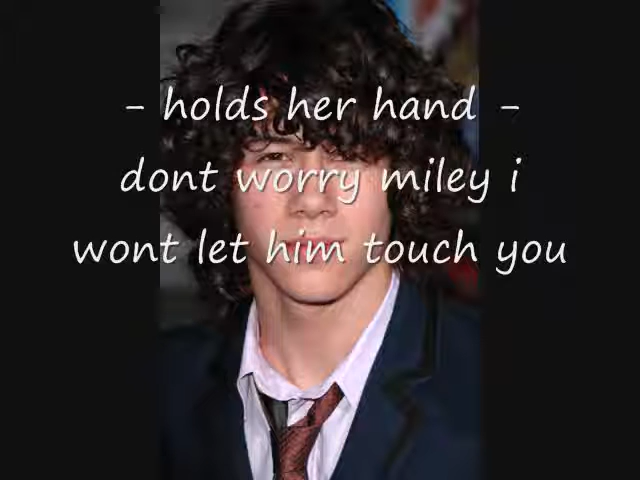 - holds her hand -
dont worry miley i
wont let him touch you